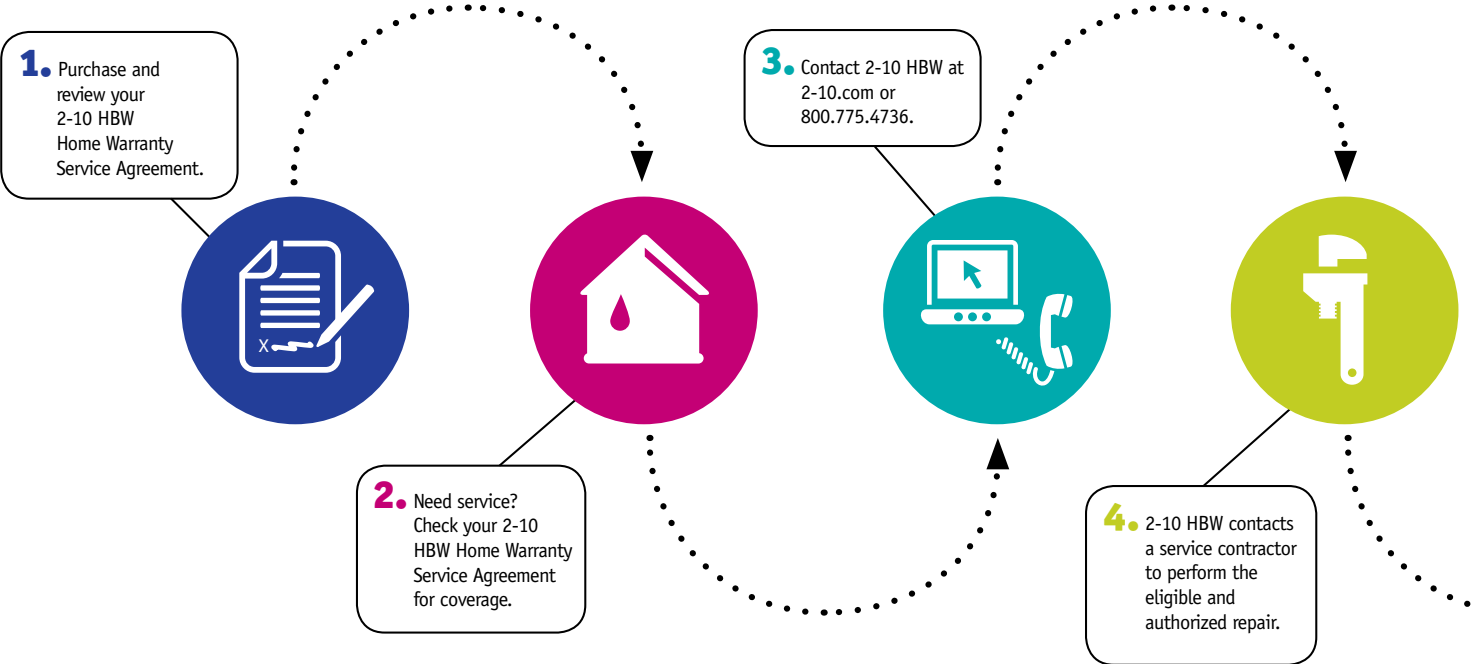 1. Purchase and
review your
2-10 HBW
Home Warranty
Service Agreement.
2. Need service?
Check your 2-10
HBW Home Warranty
Service Agreement
for coverage.
3. Contact 2-10 HBW at
2-10.com or
800.775.4736.
4. 2-10 HBW contacts
a service contractor
to perform the
eligible and
authorized repair.
X